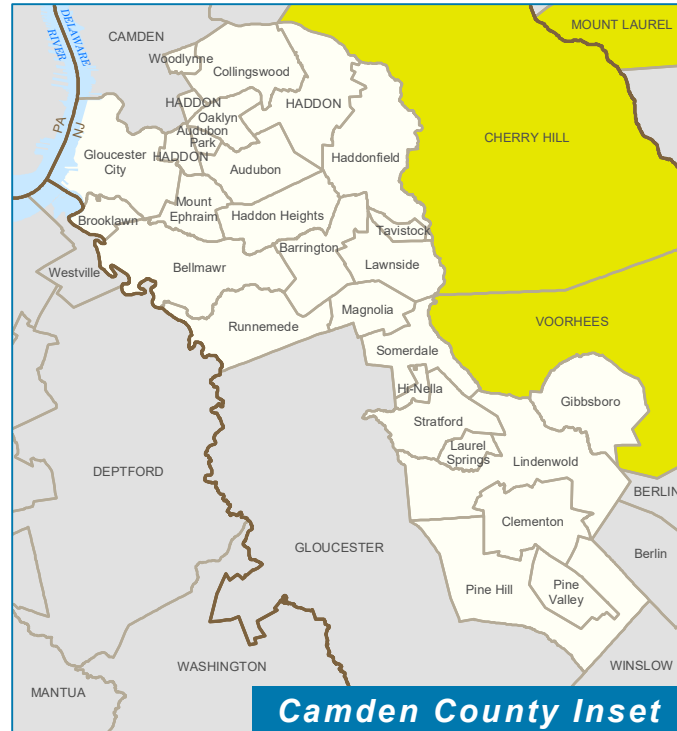 MOUNT LAUREL
DELAWARE
RIVER
CAMDEN
Woodlynne
Collingswood
HADDON
HADDON
Oaklyn
PA
NJ
Audubon
Park
CHERRY HILL
Gloucester
City
HADDON
Audubon
Haddonfield
Mount
Ephraim
Haddon Heights
Brooklawn
Tavistock
Barrington
Westville
Bellmawr
Lawnside
Magnolia
Runnemede
VOORHEES
Somerdale
Hi-Nella
Gibbsboro
Stratford
Laurel
Springs
Lindenwold
DEPTFORD
BERLIN
Clementon
GLOUCESTER
Berlin
Pine Hill
Pine
Valley
WASHINGTON
WINSLOW
MANTUA
Camden County Inset